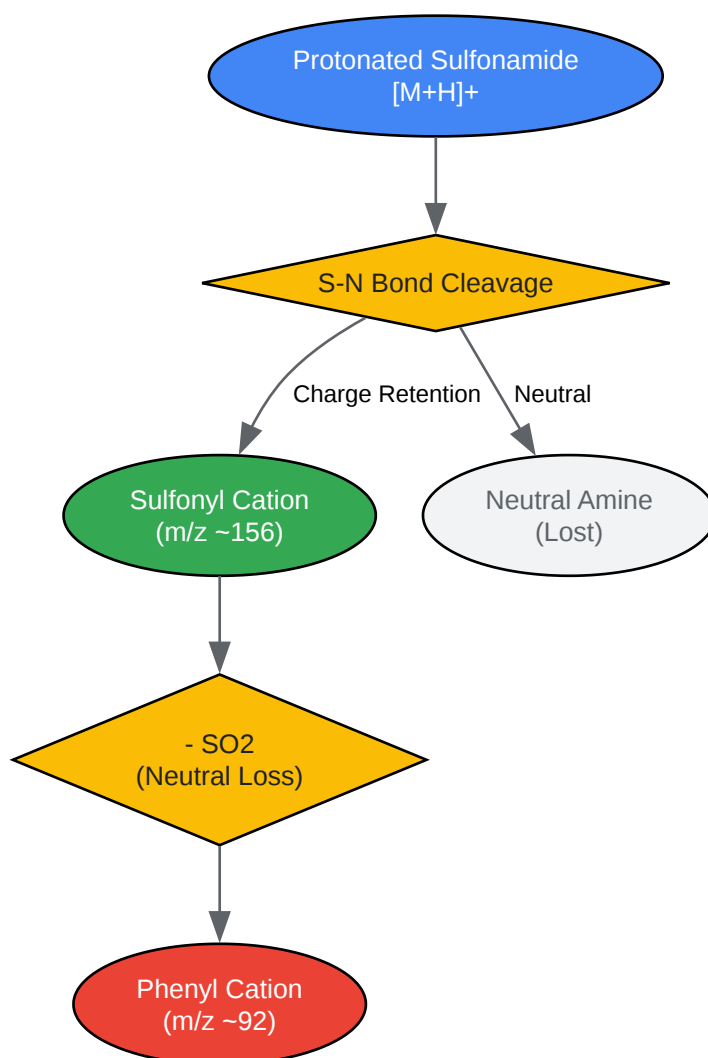 Protonated Sulfonamide
[M+H]+
S-N Bond Cleavage
Charge Retention
Neutral
Sulfonyl Cation
(m/z ~156)
Neutral Amine
(Lost)
- SO2
(Neutral Loss)
Phenyl Cation
(m/z ~92)